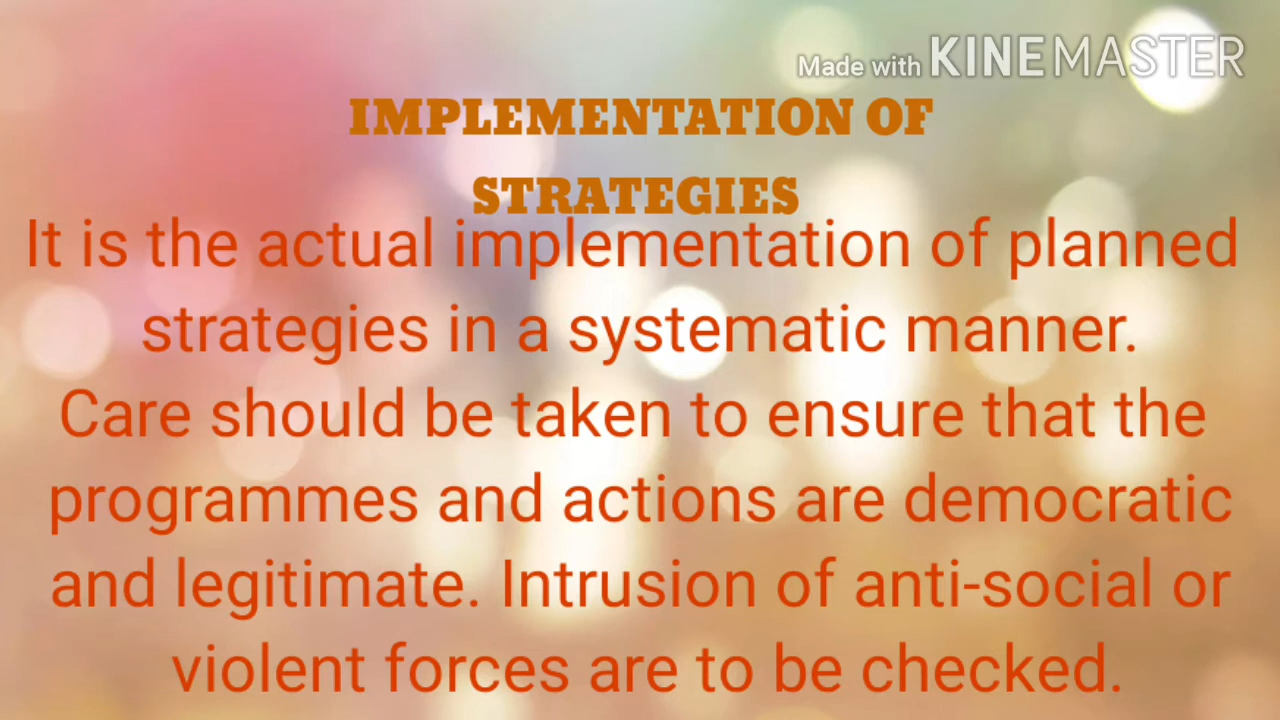 Made with KINEMASTER
IMPLEMENTATION OF
STRATEGIES
It is the actual implementation of planned
strategies in a systematic manner.
Care should be taken to ensure that the
programmes and actions are democratic
and legitimate. Intrusion of anti-social or
violent forces are to be checked.